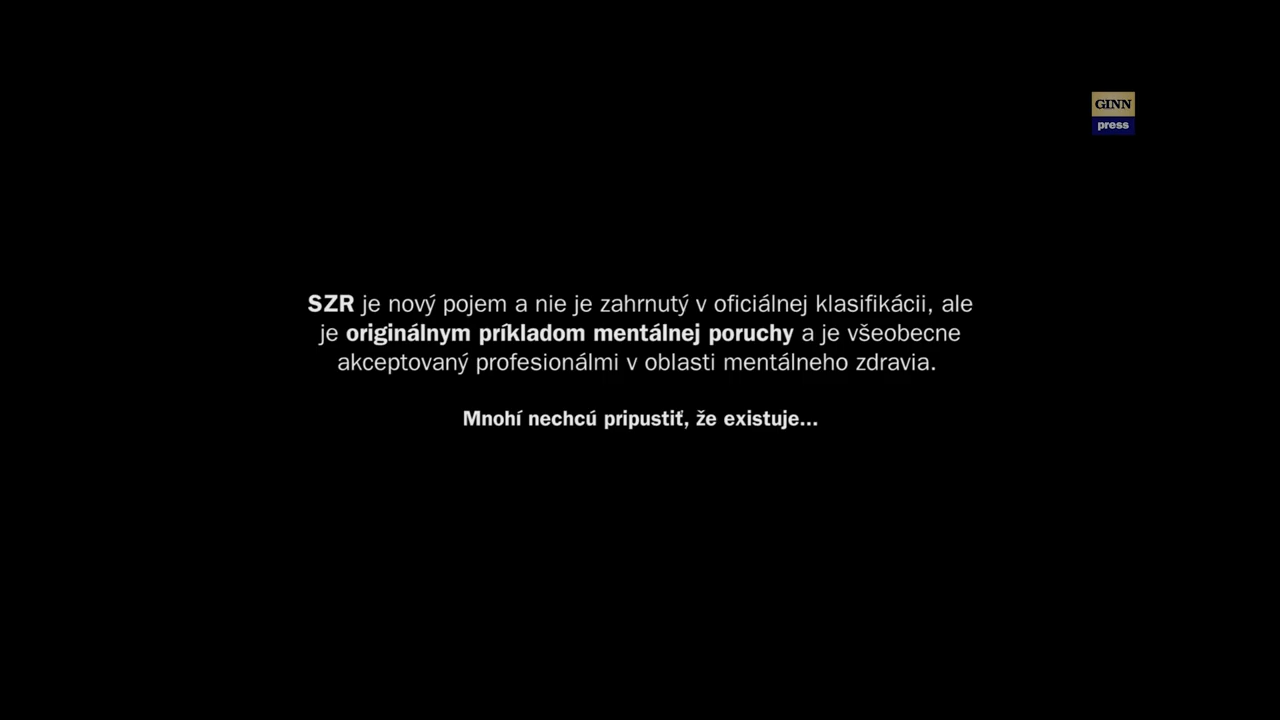 GINN
press
SZR je nový pojem a nie je zahrnutý v oficiálnej klasifikácii, ale
je originálnym príkladom mentálnej poruchy a je všeobecne
akceptovaný profesionálmi v oblasti mentálneho zdravia.
Mnohí nechcú pripustiť, že existuje...